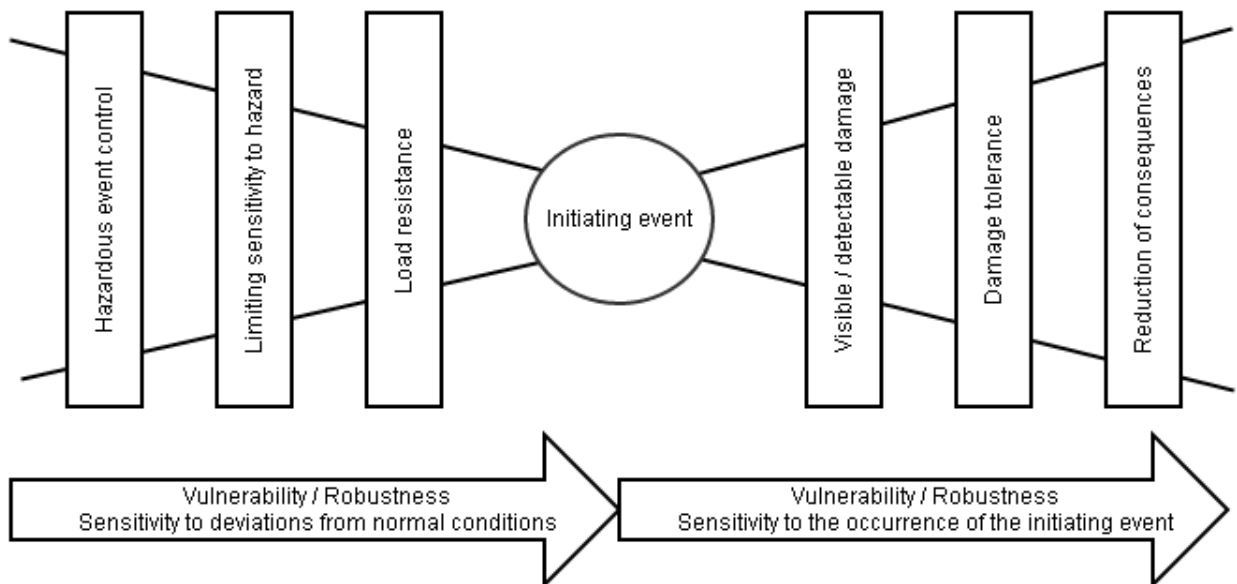 Hazardous event control
Limiting sensitivity to hazard
Load resistance
Initiating event
Visible / detectable damage
Damage tolerance
Reduction of consequences
Vulnerability / Robustness
Sensitivity to deviations from normal conditions
Vulnerability / Robustness
Sensitivity to the occurrence of the initiating event